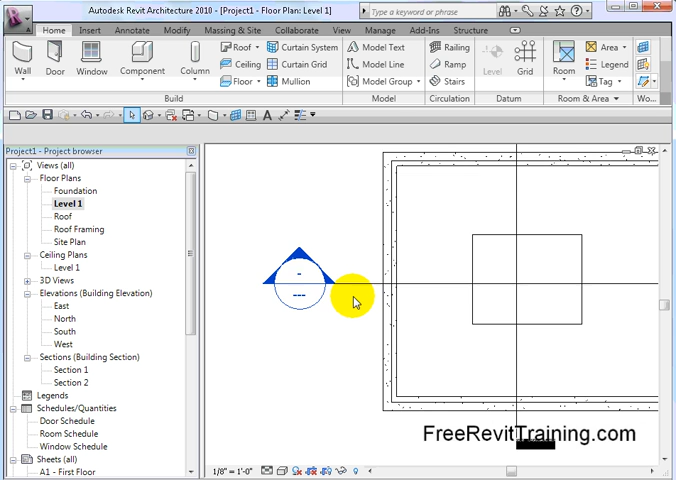 Autodesk Revit Architecture 2010 - [Project1 - Floor Plan: Level 1]
Type a keyword or phrase
Home Insert Annotate Modify Massing & Site Collaborate View Manage Add-Ins Structure
Wall Door Window Component Column
Roof Curtain System
Ceiling Curtain Grid
Floor Mullion
Model Text
Model Line
Model Group
Railing
Ramp
Stairs
Level Grid
Room
Area
Legend
Tag
Build Model Circulation Datum Room & Area Wo...
Project1 - Project browser
Views (all)
Floor Plans
Foundation
Level 1
Roof
Roof Framing
Site Plan
Ceiling Plans
Level 1
3D Views
Elevations (Building Elevation)
East
North
South
West
Sections (Building Section)
Section 1
Section 2
Legends
Schedules/Quantities
Door Schedule
Room Schedule
Window Schedule
Sheets (all)
A1 - First Floor
-
---
FreeRevitTraining.com
1/8" = 1'-0"